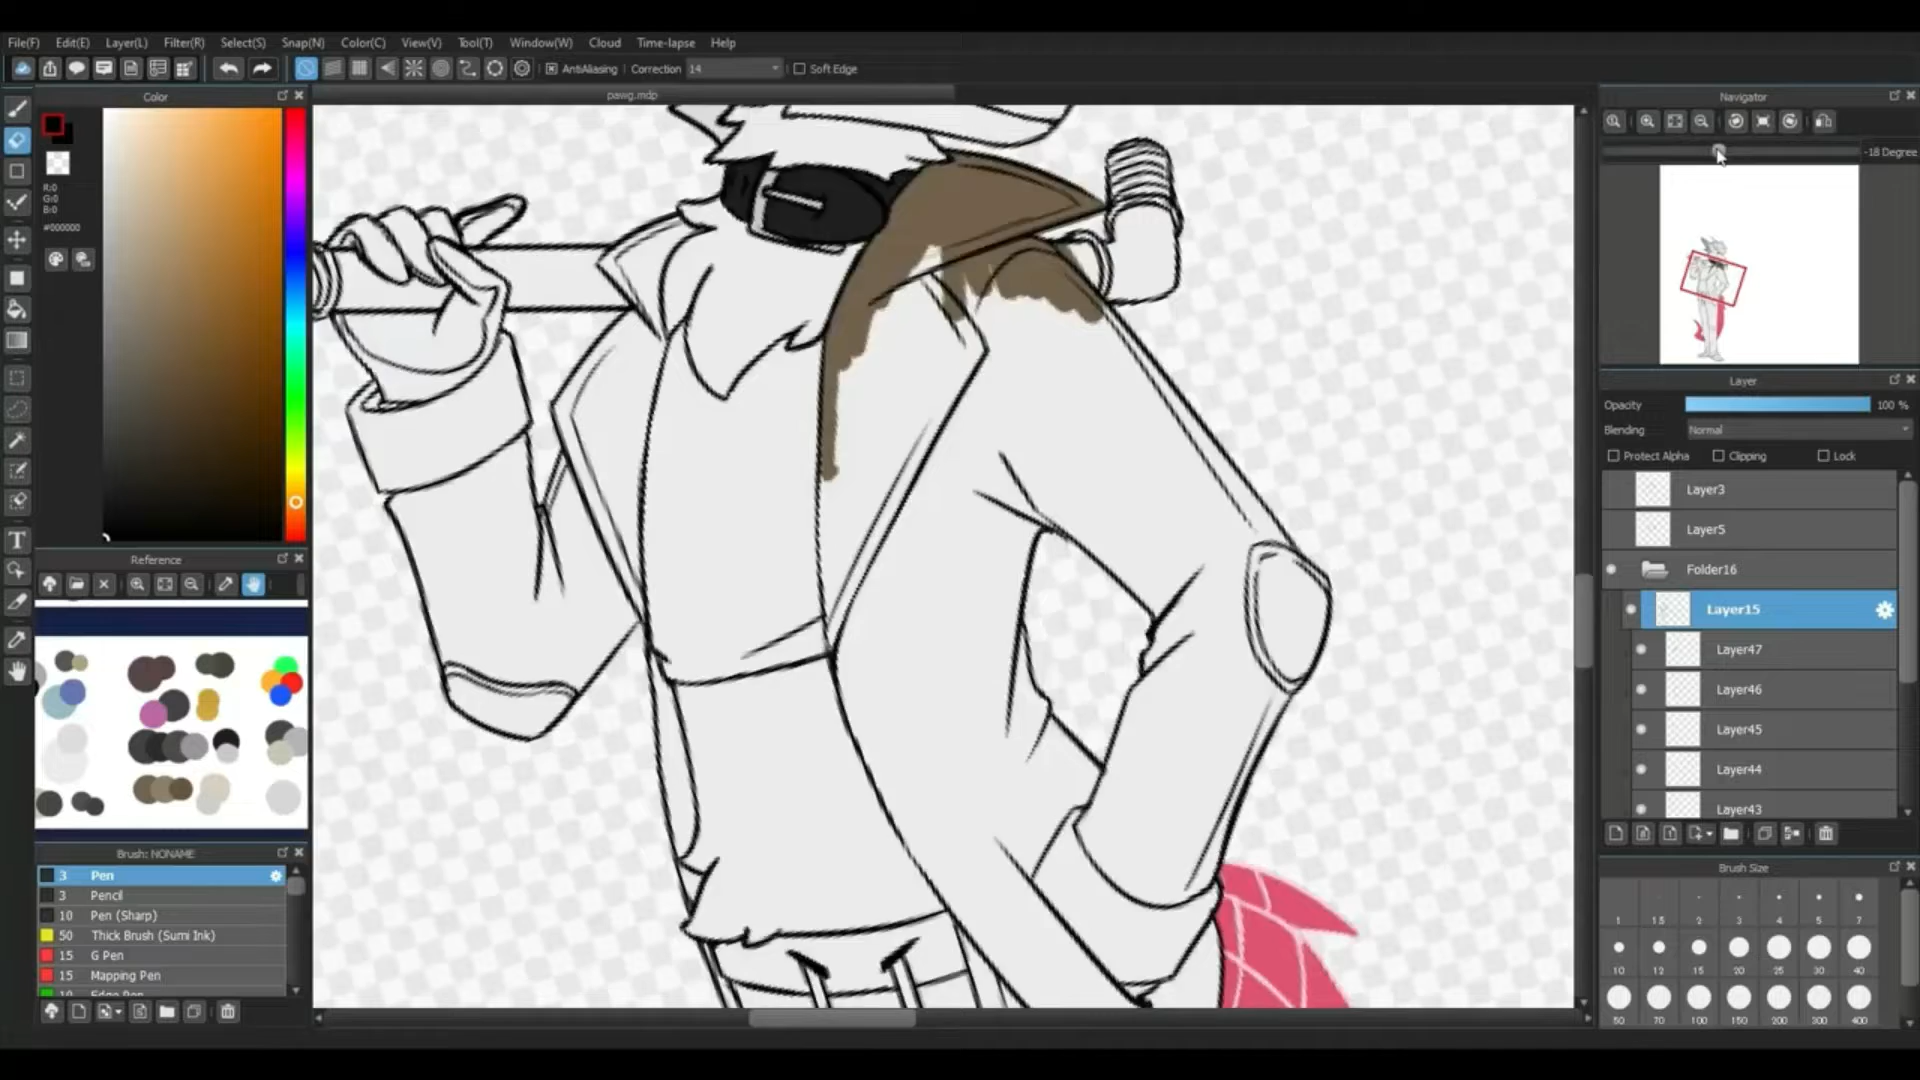 File(F) Edit(E) Layer(L) Filter(R) Select(S) Snap(N) Color(C) View(V) Tool(T) Window(W) Cloud Time-lapse Help
AntiAliasing Correction 14 Soft Edge
Color
pawg.mdp
Navigator
-18 Degree
R:0
G:0
B:0
#000000
Layer
Opacity 100 %
Blending Normal
Protect Alpha Clipping Lock
Layer3
Layer5
Folder16
Layer15
Layer47
Layer46
Layer45
Layer44
Layer43
Reference
Brush: NONAME
3 Pen
3 Pencil
10 Pen (Sharp)
50 Thick Brush (Sumi Ink)
15 G Pen
15 Mapping Pen
10 Edge Pen
Brush Size
1 1.5 2 3 4 5 7
10 12 15 20 25 30 40
50 70 100 150 200 300 400